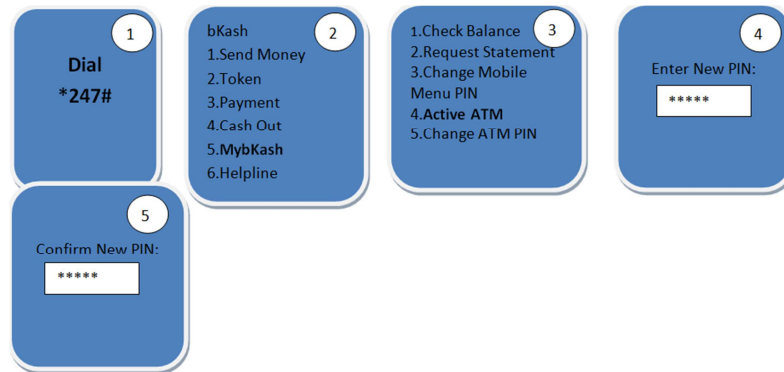 1
Dial
*247#
2
bKash
1.Send Money
2.Token
3.Payment
4.Cash Out
5.MybKash
6.Helpline
3
1.Check Balance
2.Request Statement
3.Change Mobile
Menu PIN
4.Active ATM
5.Change ATM PIN
4
Enter New PIN:
*****
5
Confirm New PIN:
*****